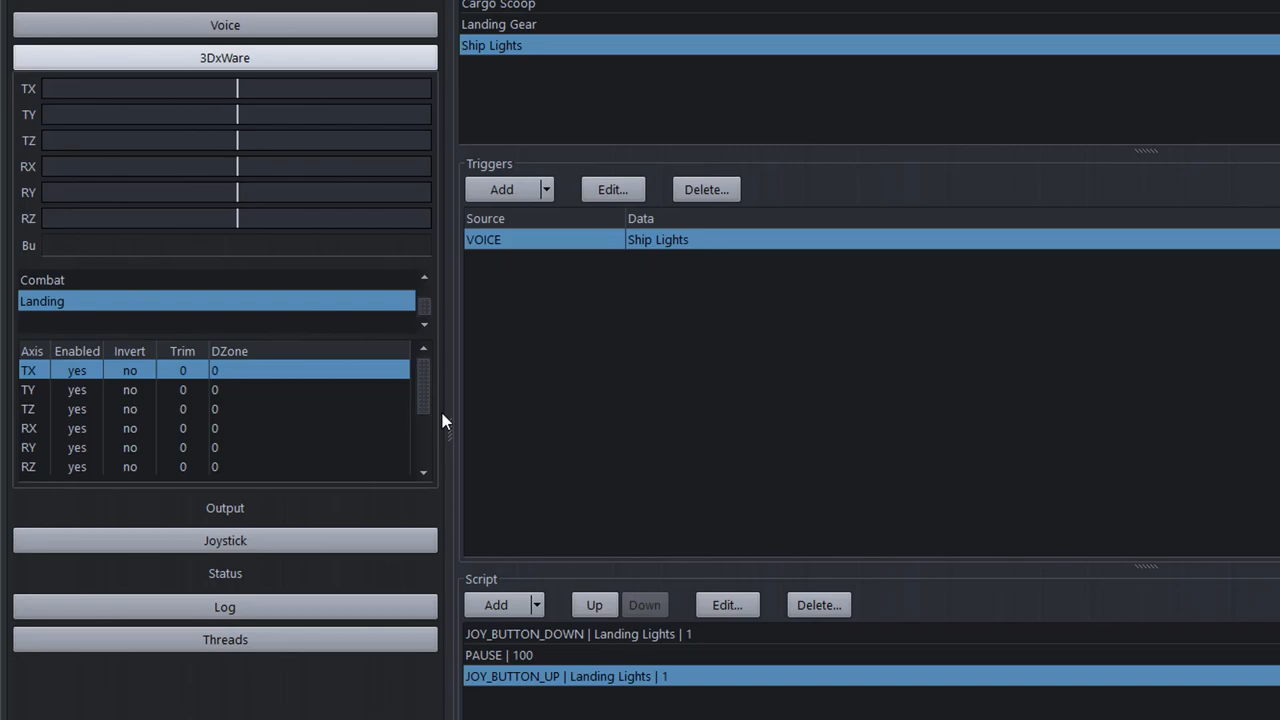 Voice
3DxWare
TX
TY
TZ
RX
RY
RZ
Bu
Combat
Landing
Axis Enabled Invert Trim DZone
TX yes no 0 0
TY yes no 0 0
TZ yes no 0 0
RX yes no 0 0
RY yes no 0 0
RZ yes no 0 0
Output
Joystick
Status
Log
Threads
Cargo Scoop
Landing Gear
Ship Lights
Triggers
Add Edit... Delete...
Source Data
VOICE Ship Lights
Script
Add Up Down Edit... Delete...
JOY_BUTTON_DOWN | Landing Lights | 1
PAUSE | 100
JOY_BUTTON_UP | Landing Lights | 1